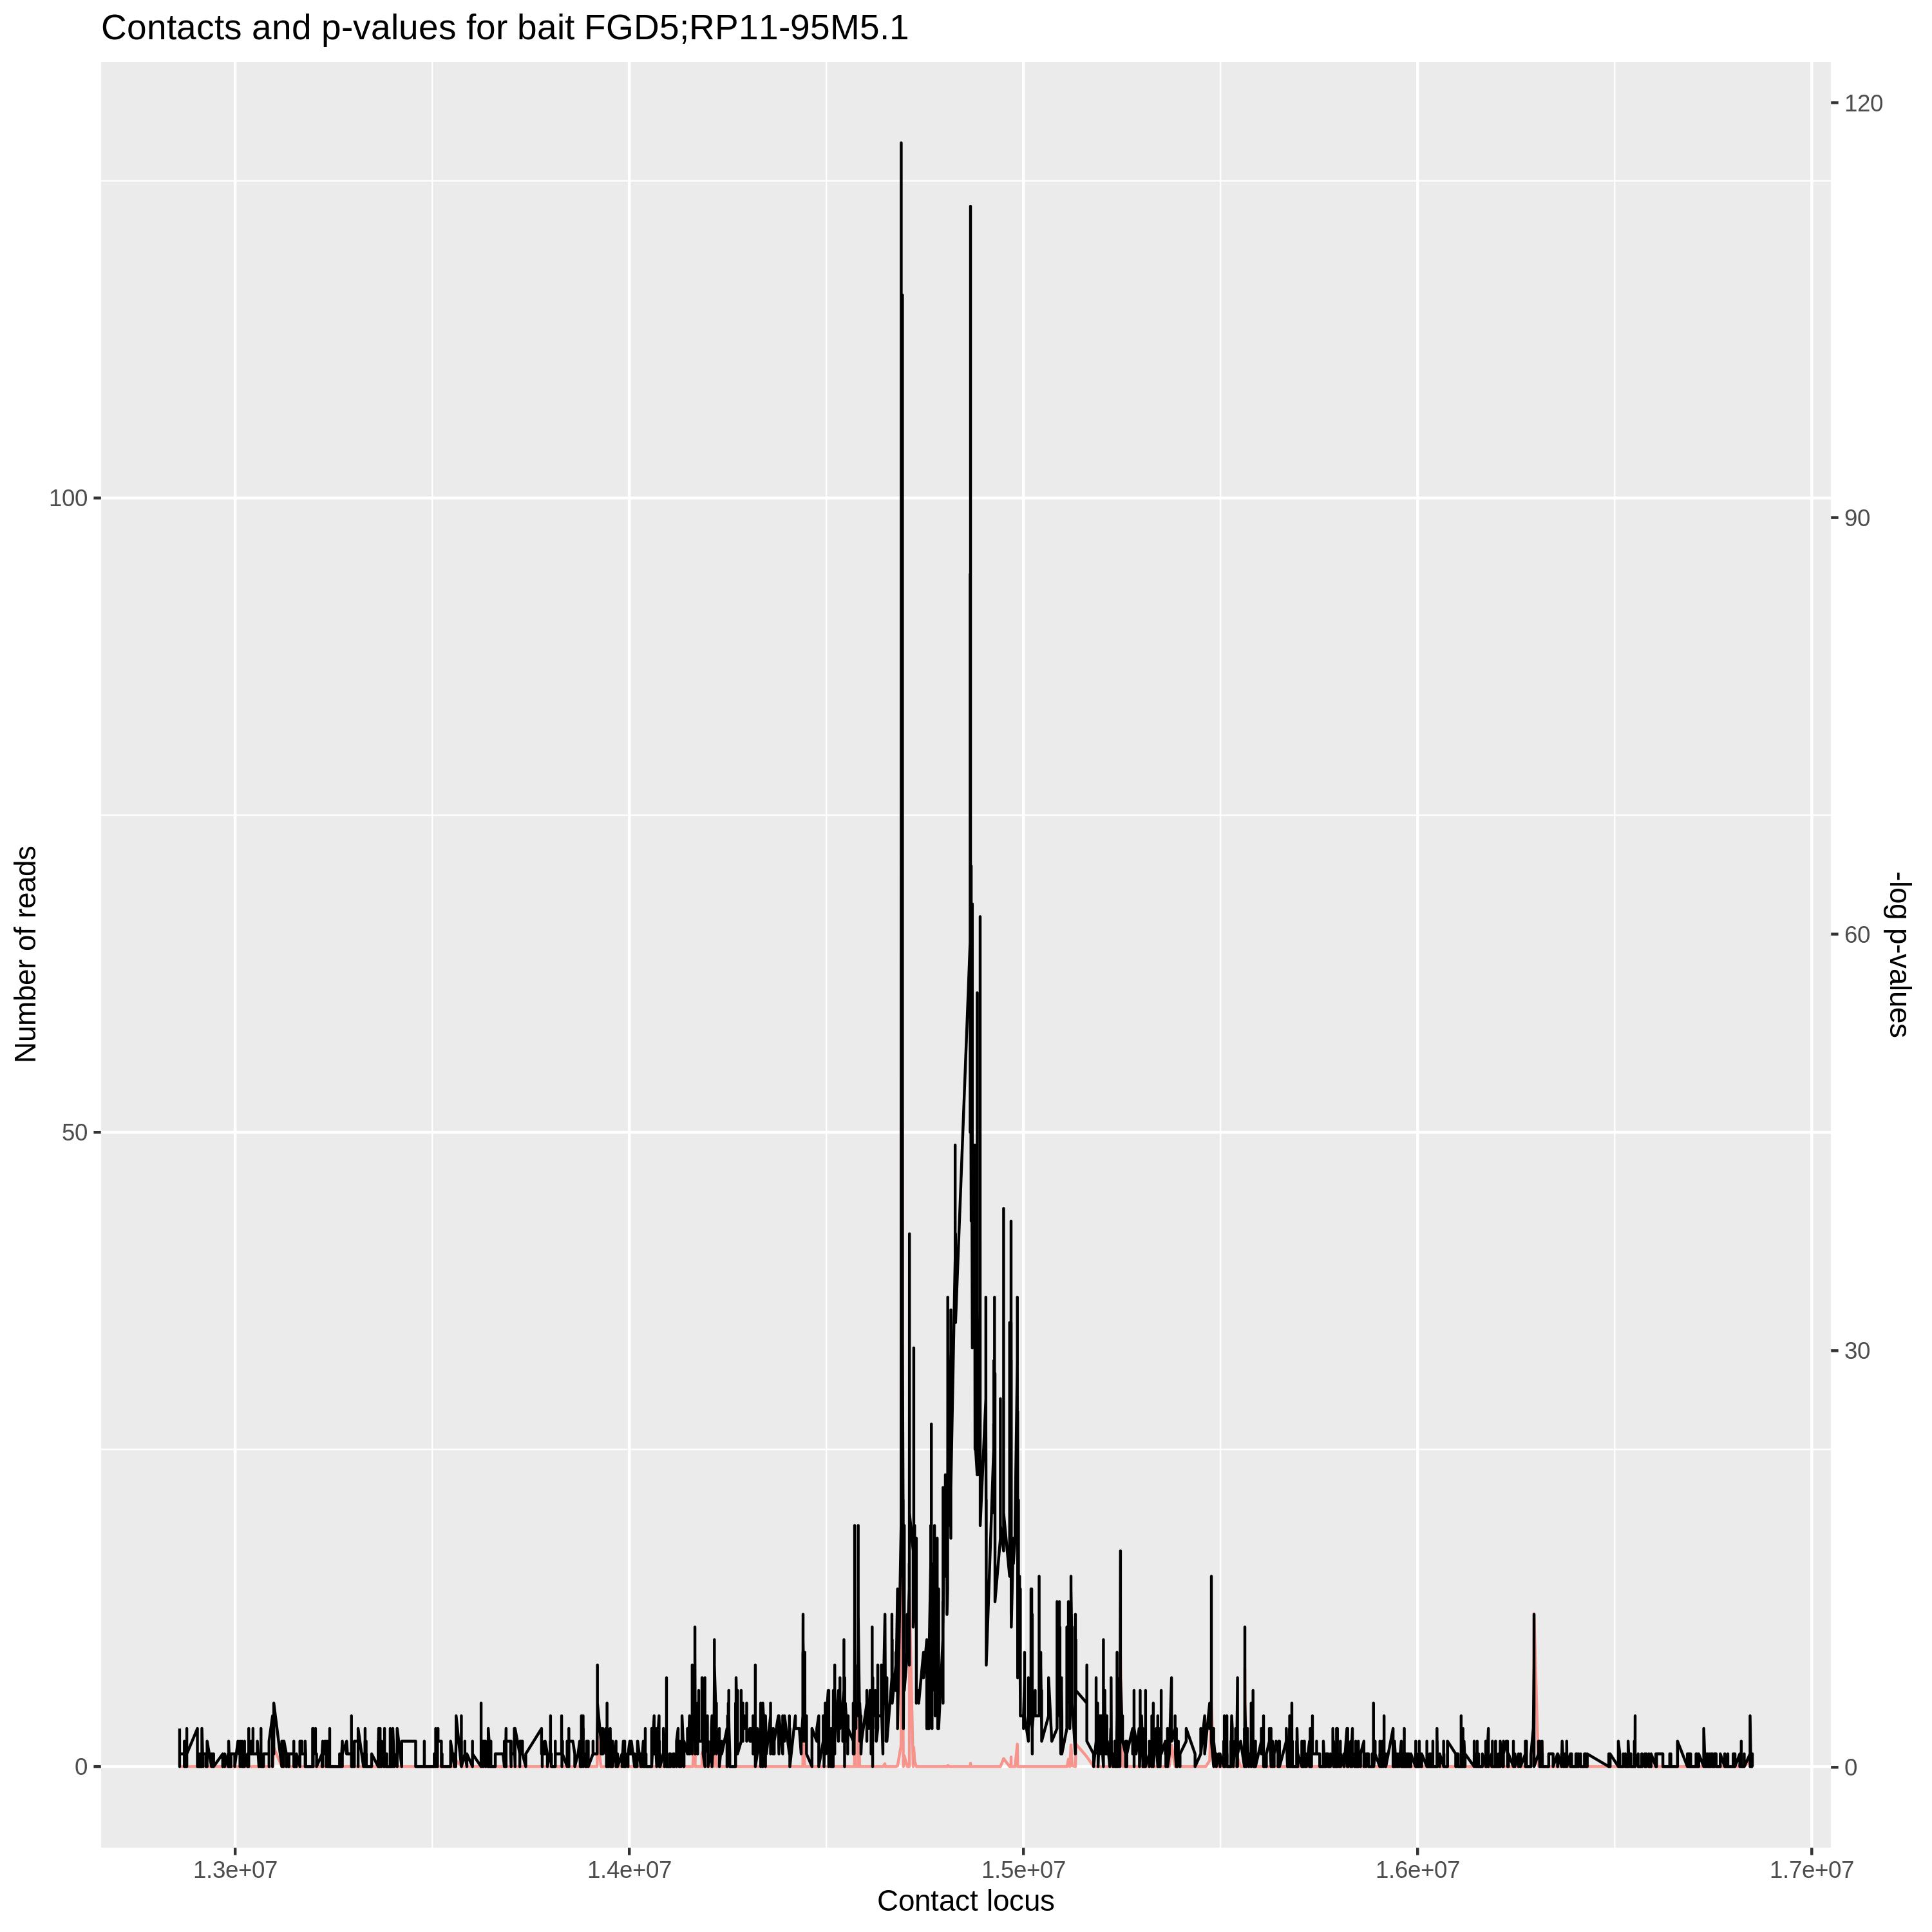 Contacts and p-values for bait FGD5;RP11-95M5.1
Number of reads
100
50
0
120
90
60
30
0
-log p-values
1.3e+07 1.4e+07 1.5e+07 1.6e+07 1.7e+07
Contact locus